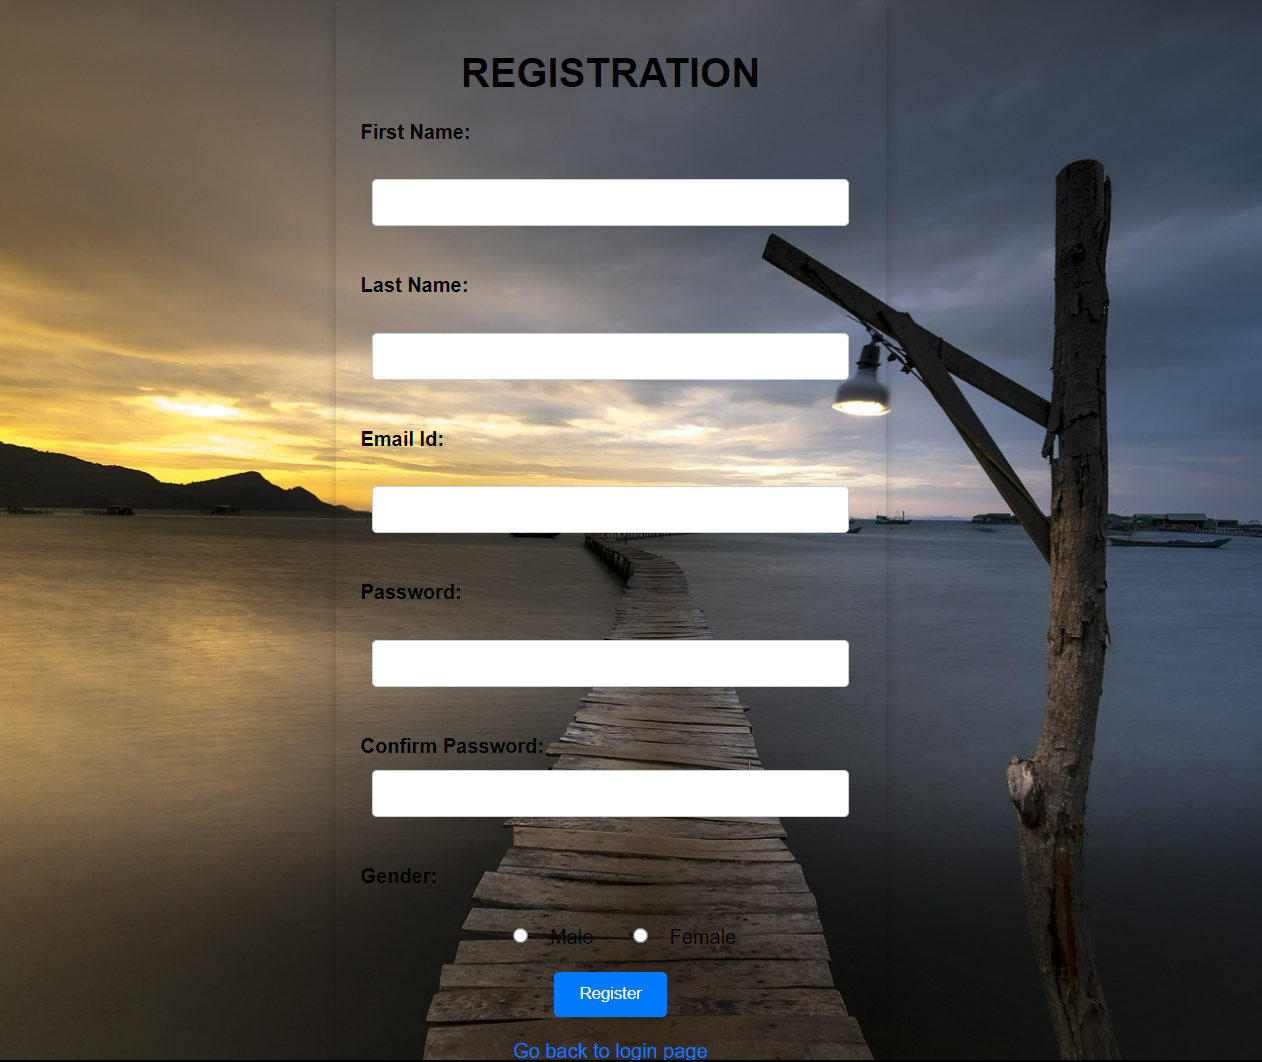 REGISTRATION
First Name:
Last Name:
Email Id:
Password:
Confirm Password:
Gender:
Male Female
Register
Go back to login page